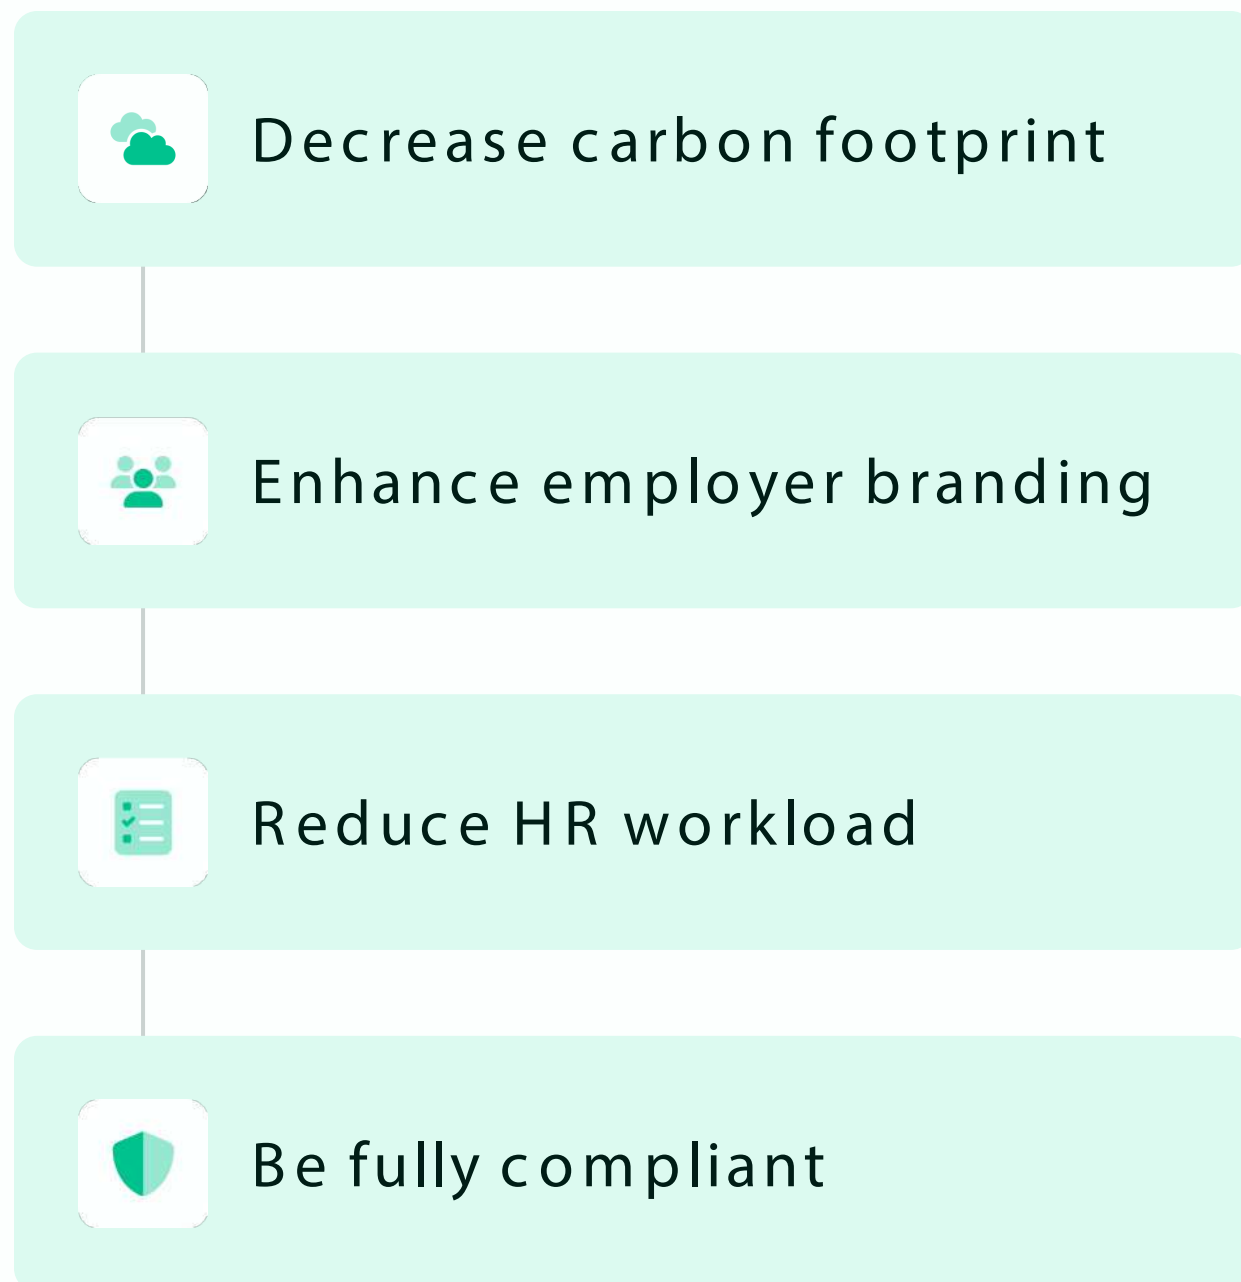 Decrease carbon footprint
Enhance employer branding
Reduce HR workload
Be fully compliant